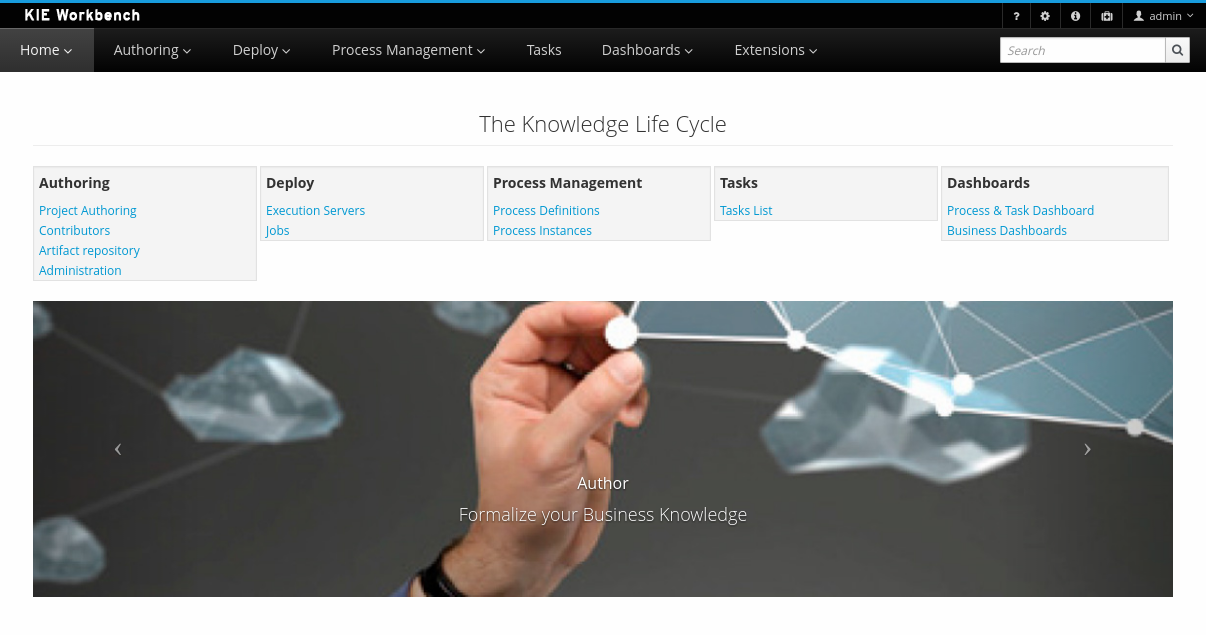 KIE Workbench
? admin
Home Authoring Deploy Process Management Tasks Dashboards Extensions Search
The Knowledge Life Cycle
Authoring
Project Authoring
Contributors
Artifact repository
Administration
Deploy
Execution Servers
Jobs
Process Management
Process Definitions
Process Instances
Tasks
Tasks List
Dashboards
Process & Task Dashboard
Business Dashboards
Author
Formalize your Business Knowledge